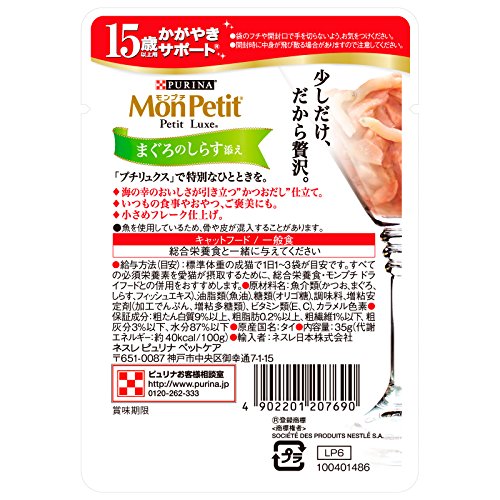 15歳以上用 かがやきサポート*
●袋のフチや開封口で手を切らないよう、お気をつけください。
●開封時に中身が飛び散る場合がありますので注意してください。
PURINA
モンプチ
MonPetit
Petit Luxe®
まぐろのしらす添え
少しだけ、
だから贅沢。
「プチリュクス」で特別なひとときを。
◆海の幸のおいしさが引き立つ"かつおだし"仕立て。
◆いつもの食事やおやつ、ご褒美にも。
◆小さめフレーク仕上げ。
●魚を使用しているため、骨や皮が混入することがあります。
キャットフード/一般食
総合栄養食と一緒に与えてください
●給与方法(目安):標準体重の成猫で1日1~3袋が目安です。すべて
の必須栄養素を愛猫が摂取するために、総合栄養食・モンプチ ドラ
イフードとの併用をおすすめします。●原材料名:魚介類(かつお、まぐろ、
しらす、フィッシュエキス)、油脂類(魚油)、糖類(オリゴ糖)、調味料、増粘安
定剤(加工でんぷん、増粘多糖類)、ビタミン類(E、C)、カラメル色素●
保証成分:粗たん白質9%以上、粗脂肪0.2%以上、粗繊維1%以下、粗
灰分3%以下、水分87%以下●原産国名:タイ●内容量:35g(代謝
エネルギー:約40kcal/100g)●輸入者:ネスレ日本株式会社
ネスレ ピュリナ ペットケア
〒651-0087 神戸市中央区御幸通7-1-15
ピュリナお客様相談室
http://www.purina.jp
0120-262-333
賞味期限
4 902201 207690
®登録商標
<商標権者>
SOCIÉTÉ DES PRODUITS NESTLÉ S.A.
プラ
LP6
100401486